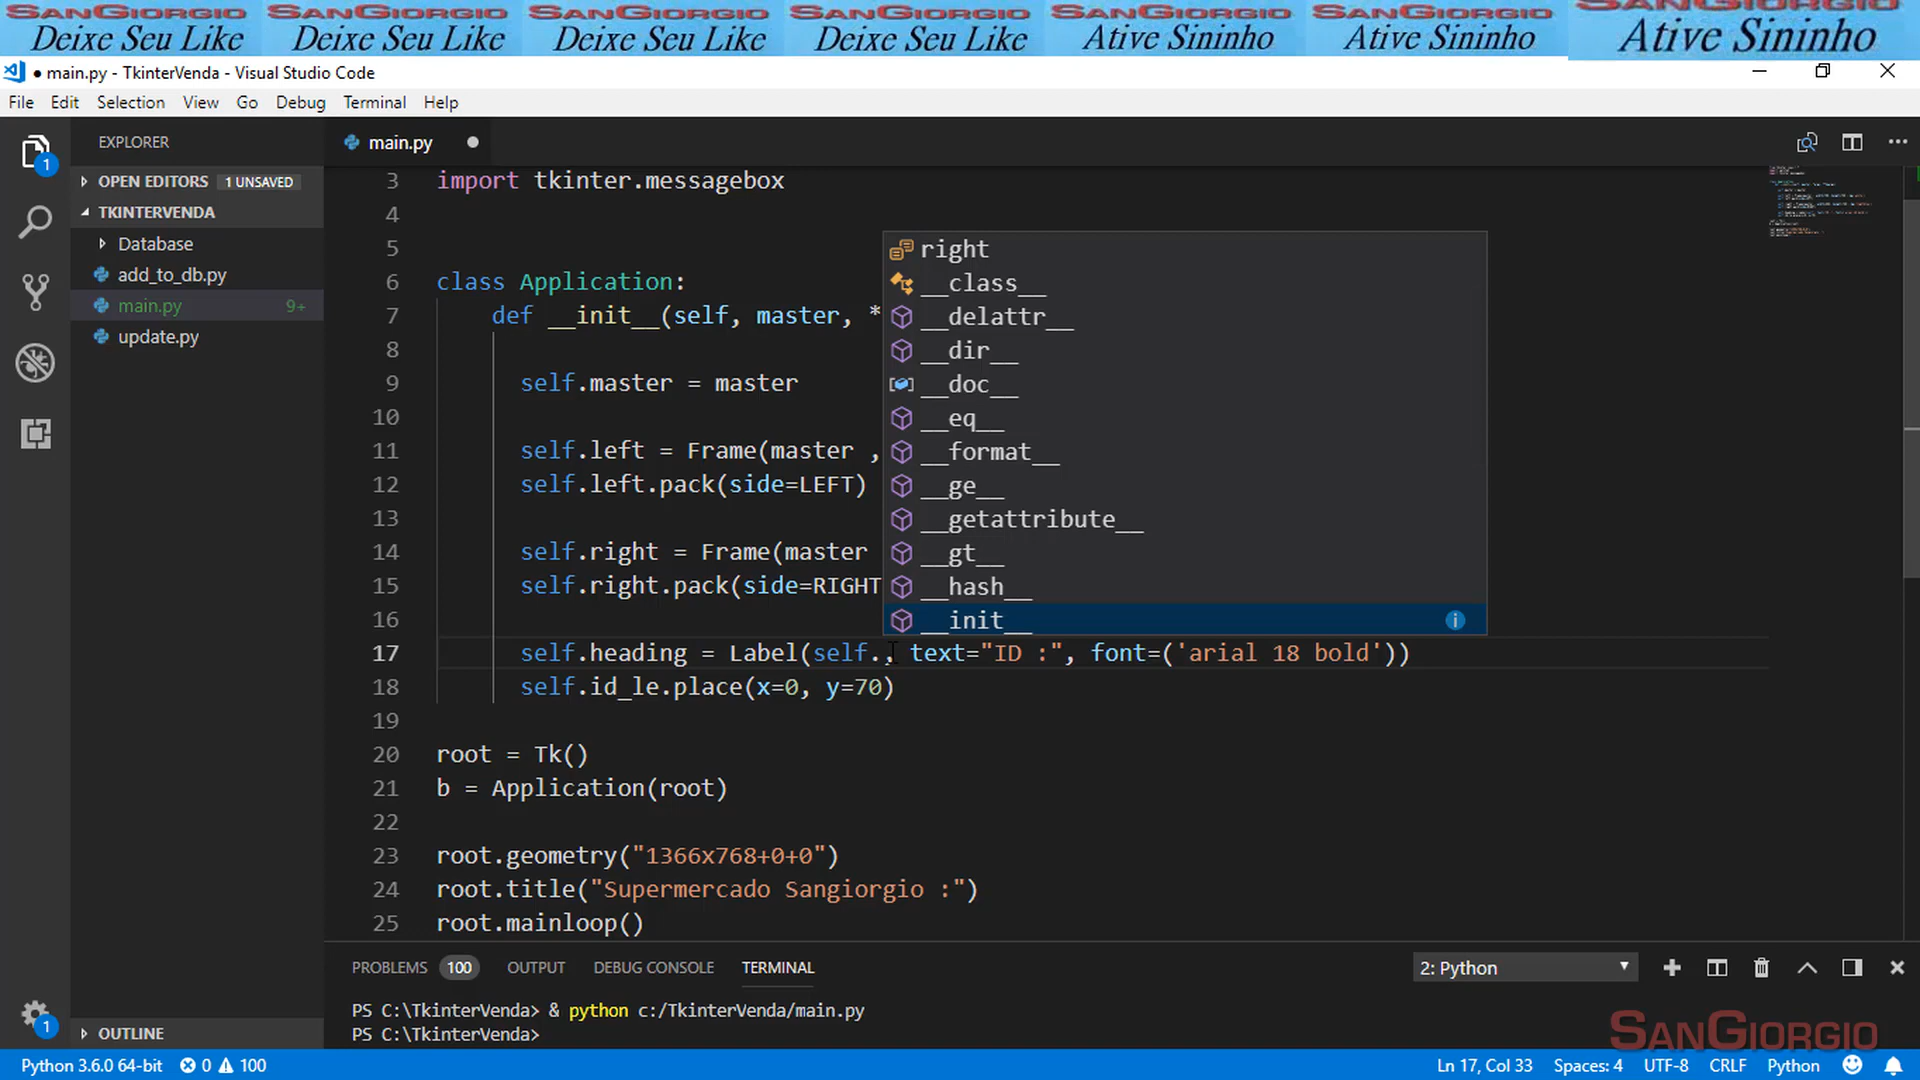 SANGIORGIO SANGIORGIO SANGIORGIO SANGIORGIO SANGIORGIO SANGIORGIO SANGIORGIO
Deixe Seu Like Deixe Seu Like Deixe Seu Like Deixe Seu Like Ative Sininho Ative Sininho Ative Sininho
● main.py - TkinterVenda - Visual Studio Code
File Edit Selection View Go Debug Terminal Help
EXPLORER
OPEN EDITORS 1 UNSAVED
TKINTERVENDA
Database
add_to_db.py
main.py 9+
update.py
OUTLINE
1
1
main.py ●
3 import tkinter.messagebox
4
5
6 class Application:
7 def __init__(self, master, *
8
9 self.master = master
10
11 self.left = Frame(master ,
12 self.left.pack(side=LEFT)
13
14 self.right = Frame(master
15 self.right.pack(side=RIGHT
16
17 self.heading = Label(self., text="ID :", font=('arial 18 bold'))
18 self.id_le.place(x=0, y=70)
19
20 root = Tk()
21 b = Application(root)
22
23 root.geometry("1366x768+0+0")
24 root.title("Supermercado Sangiorgio :")
25 root.mainloop()
right
__class__
__delattr__
__dir__
__doc__
__eq__
__format__
__ge__
__getattribute__
__gt__
__hash__
__init__
PROBLEMS 100 OUTPUT DEBUG CONSOLE TERMINAL 2: Python
PS C:\TkinterVenda> & python c:/TkinterVenda/main.py
PS C:\TkinterVenda>
SANGIORGIO
Python 3.6.0 64-bit 0 100 Ln 17, Col 33 Spaces: 4 UTF-8 CRLF Python